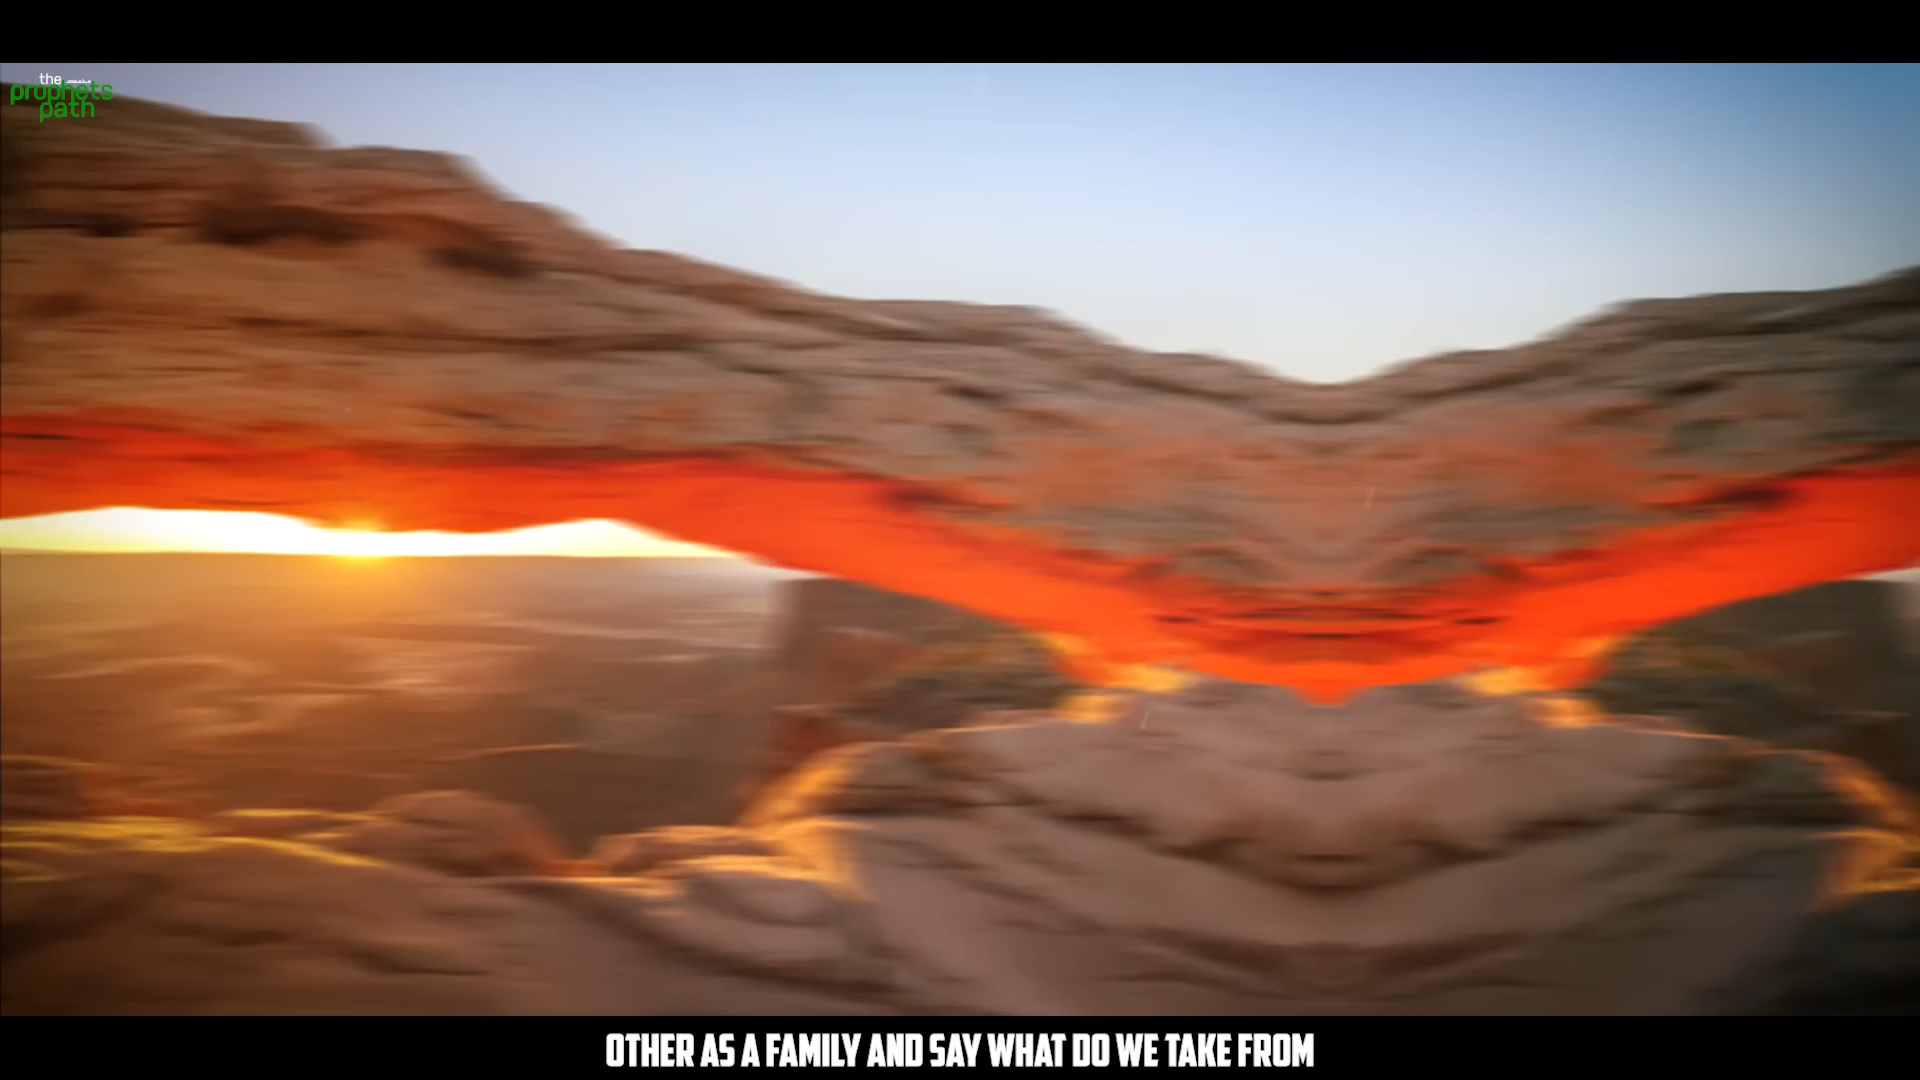 the
prophets
path
OTHER AS A FAMILY AND SAY WHAT DO WE TAKE FROM